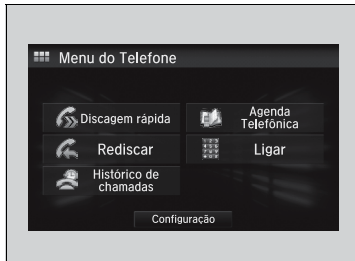 Menu do Telefone
Discagem rápida
Agenda
Telefônica
Rediscar
Ligar
Histórico de
chamadas
Configuração